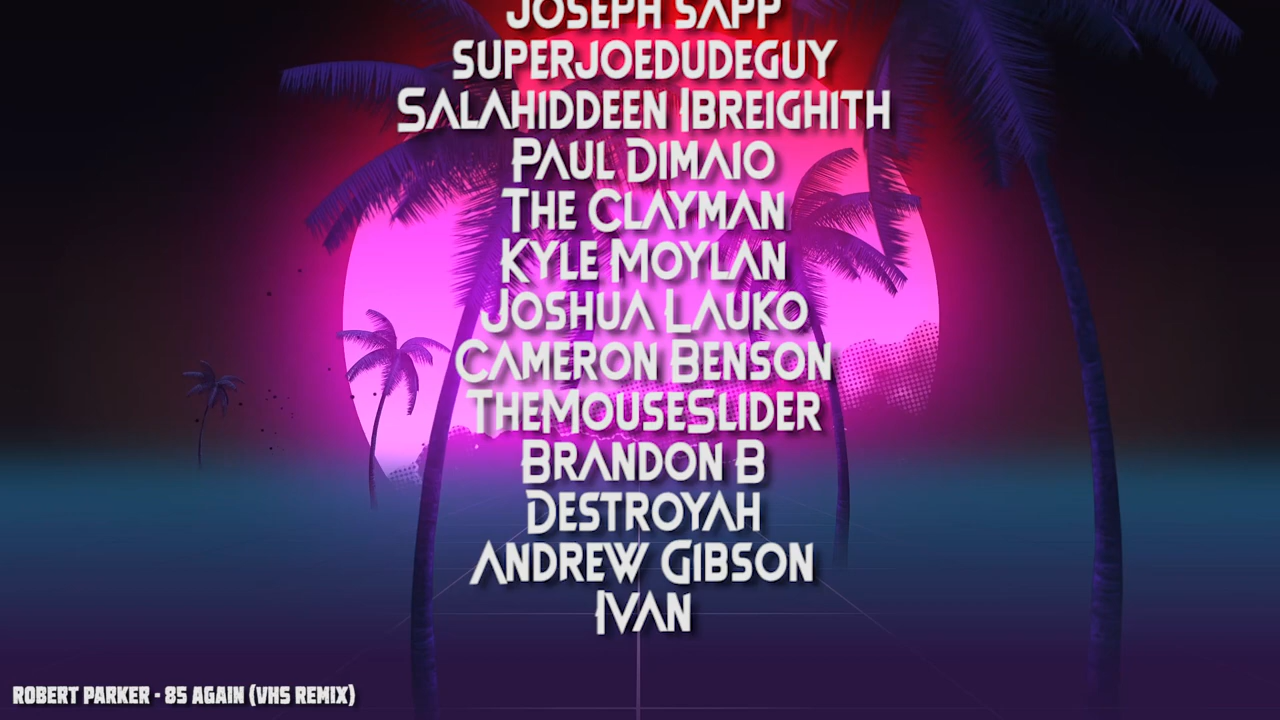 Joseph Sapp
superjoedudeguy
Salahiddeen Ibreighith
Paul Dimaio
The Clayman
Kyle Moylan
Joshua Lauko
Cameron Benson
TheMouseSlider
Brandon B
Destroyah
Andrew Gibson
Ivan
ROBERT PARKER - 85 AGAIN (VHS REMIX)